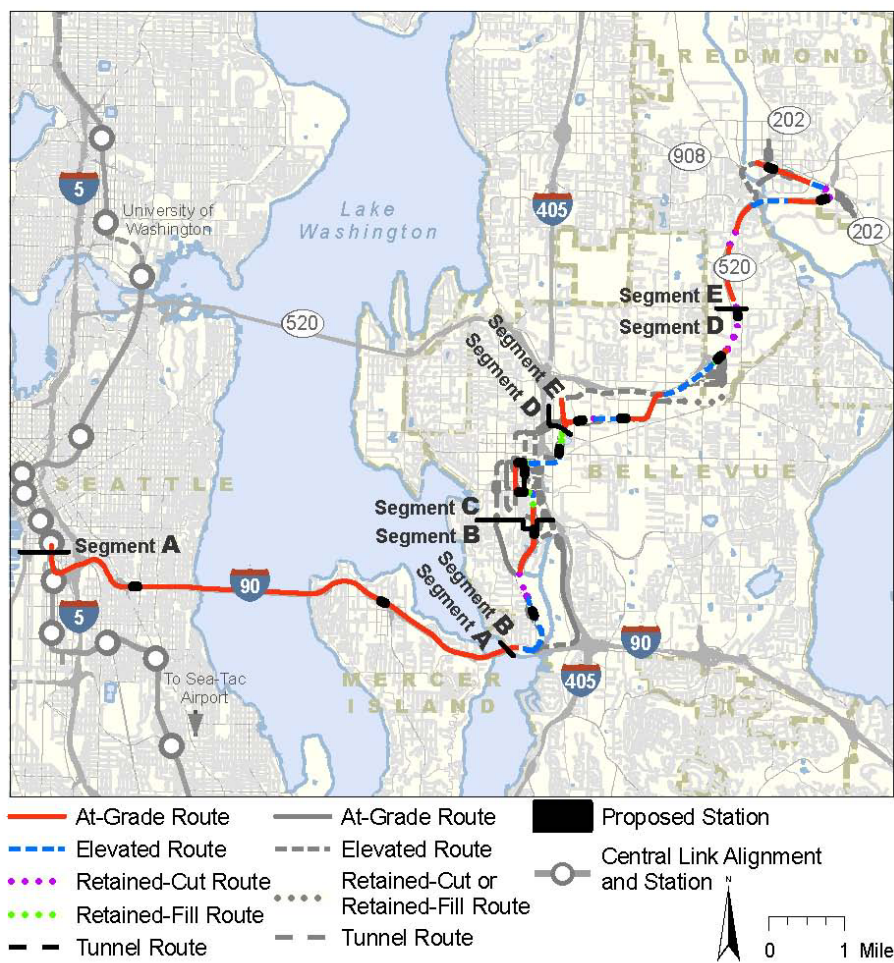 REDMOND
202
908
5
University of
Washington
Lake
Washington
405
202
520
Segment E
Segment D
520
Segment E
Segment D
BELLEVUE
SEATTLE
Segment C
Segment B
Segment A
90
Segment B
Segment A
5
90
To Sea-Tac
Airport
MERCER
ISLAND
405
At-Grade Route
At-Grade Route
Proposed Station
Elevated Route
Elevated Route
Central Link Alignment
and Station
Retained-Cut Route
Retained-Cut or
Retained-Fill Route
Retained-Fill Route
Tunnel Route
Tunnel Route
N
0 1 Mile